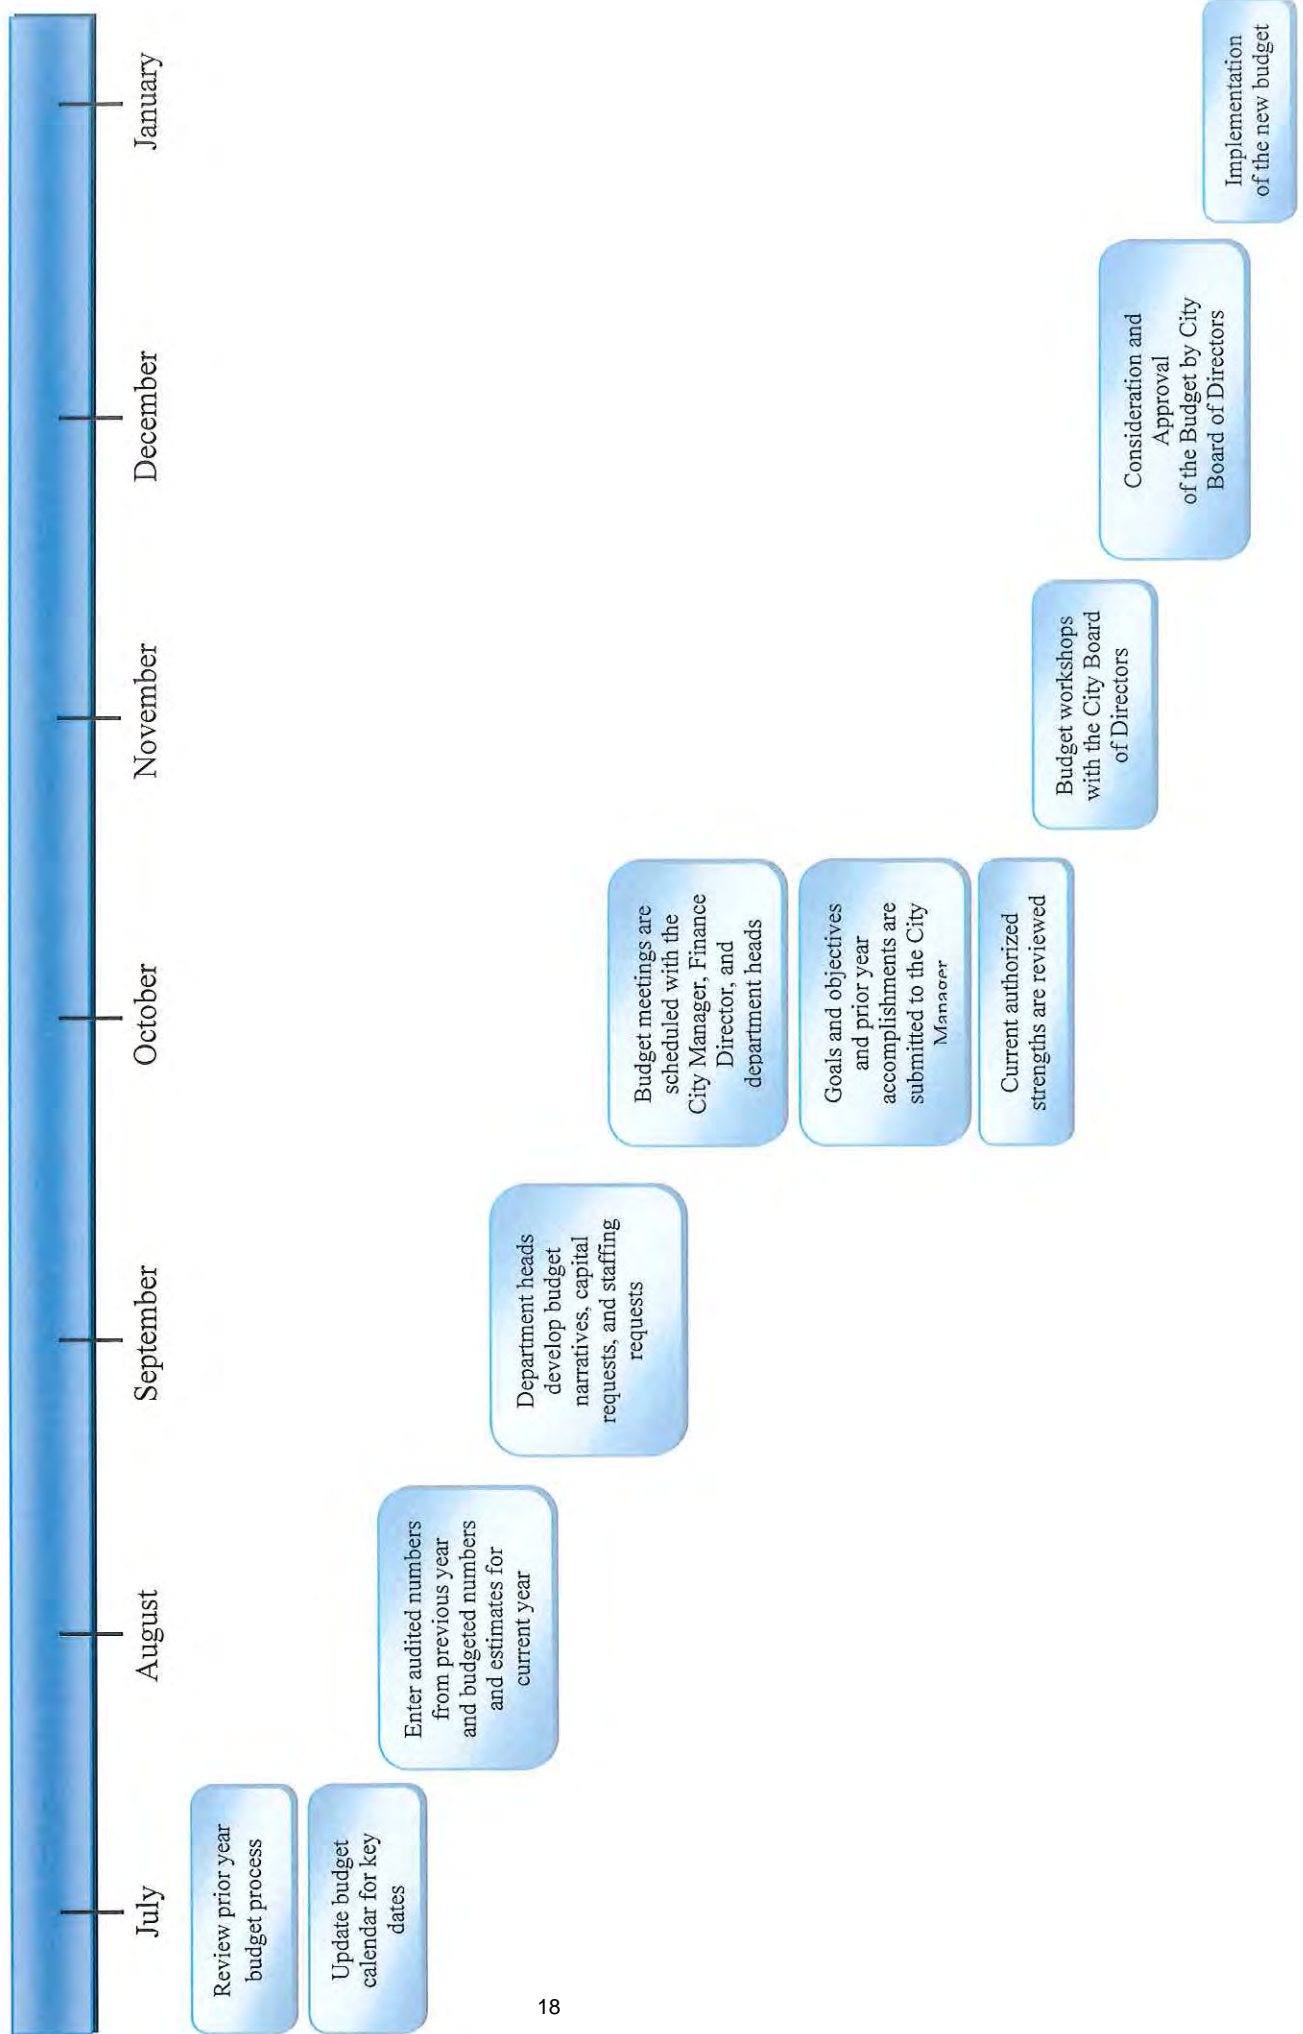 July
August
September
October
November
December
January
Review prior year
budget process
Update budget
calendar for key
dates
Enter audited numbers
from previous year
and budgeted numbers
and estimates for
current year
Department heads
develop budget
narratives, capital
requests, and staffing
requests
Budget meetings are
scheduled with the
City Manager, Finance
Director, and
department heads
Goals and objectives
and prior year
accomplishments are
submitted to the City
Manager
Current authorized
strengths are reviewed
Budget workshops
with the City Board
of Directors
Consideration and
Approval
of the Budget by City
Board of Directors
Implementation
of the new budget
18